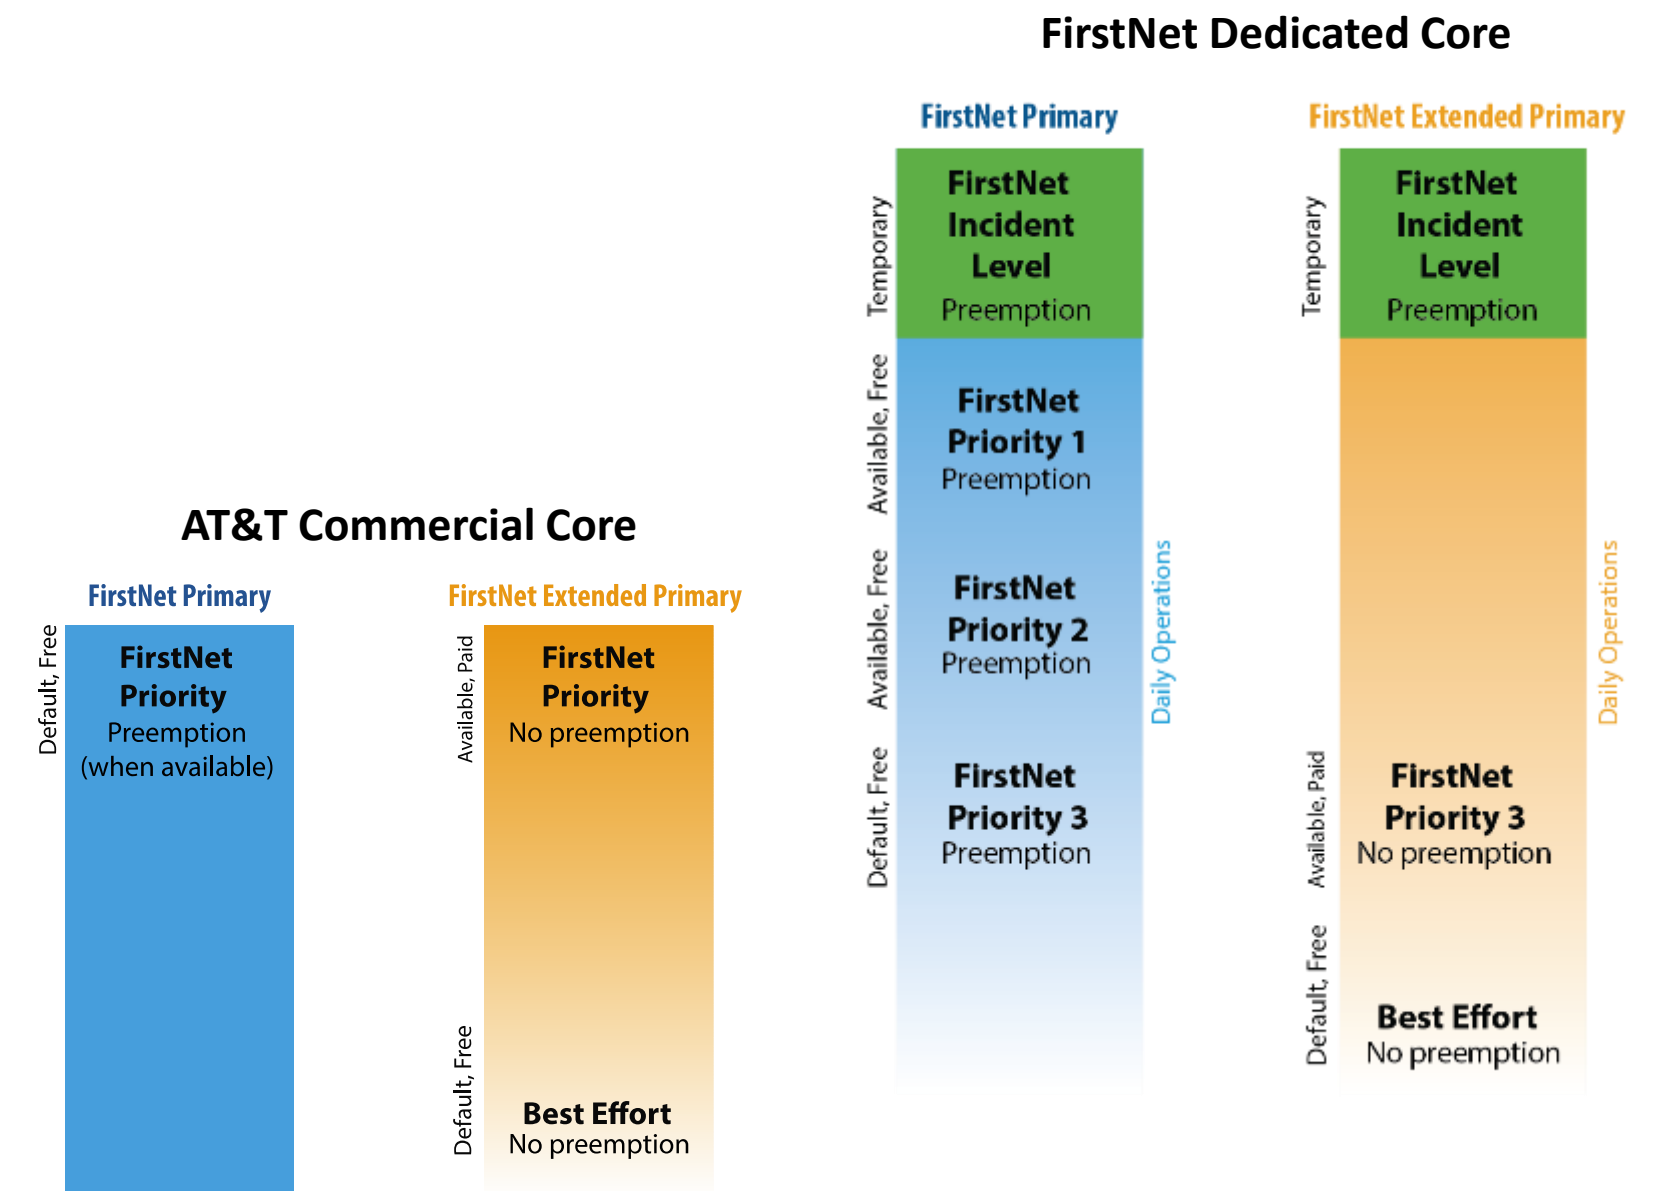 FirstNet Dedicated Core
FirstNet Primary
Temporary
FirstNet
Incident
Level
Preemption
Available, Free
FirstNet
Priority 1
Preemption
Available, Free
FirstNet
Priority 2
Preemption
Default, Free
FirstNet
Priority 3
Preemption
Daily Operations
FirstNet Extended Primary
Temporary
FirstNet
Incident
Level
Preemption
Available, Paid
FirstNet
Priority 3
No preemption
Default, Free
Best Effort
No preemption
Daily Operations
AT&T Commercial Core
FirstNet Primary
Default, Free
FirstNet
Priority
Preemption
(when available)
FirstNet Extended Primary
Available, Paid
FirstNet
Priority
No preemption
Default, Free
Best Effort
No preemption